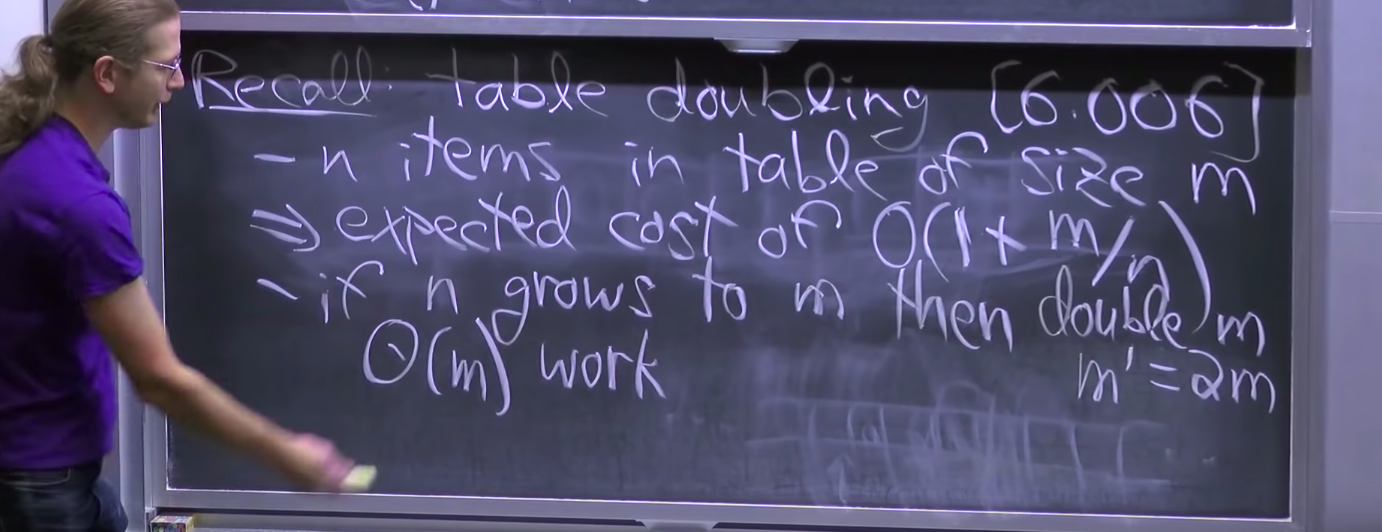 Recall: table doubling [6.006]
- n items in table of size m
⇒ expected cost of O(1+ m/n)
- if n grows to m then double m
Θ(m) work m' = 2m